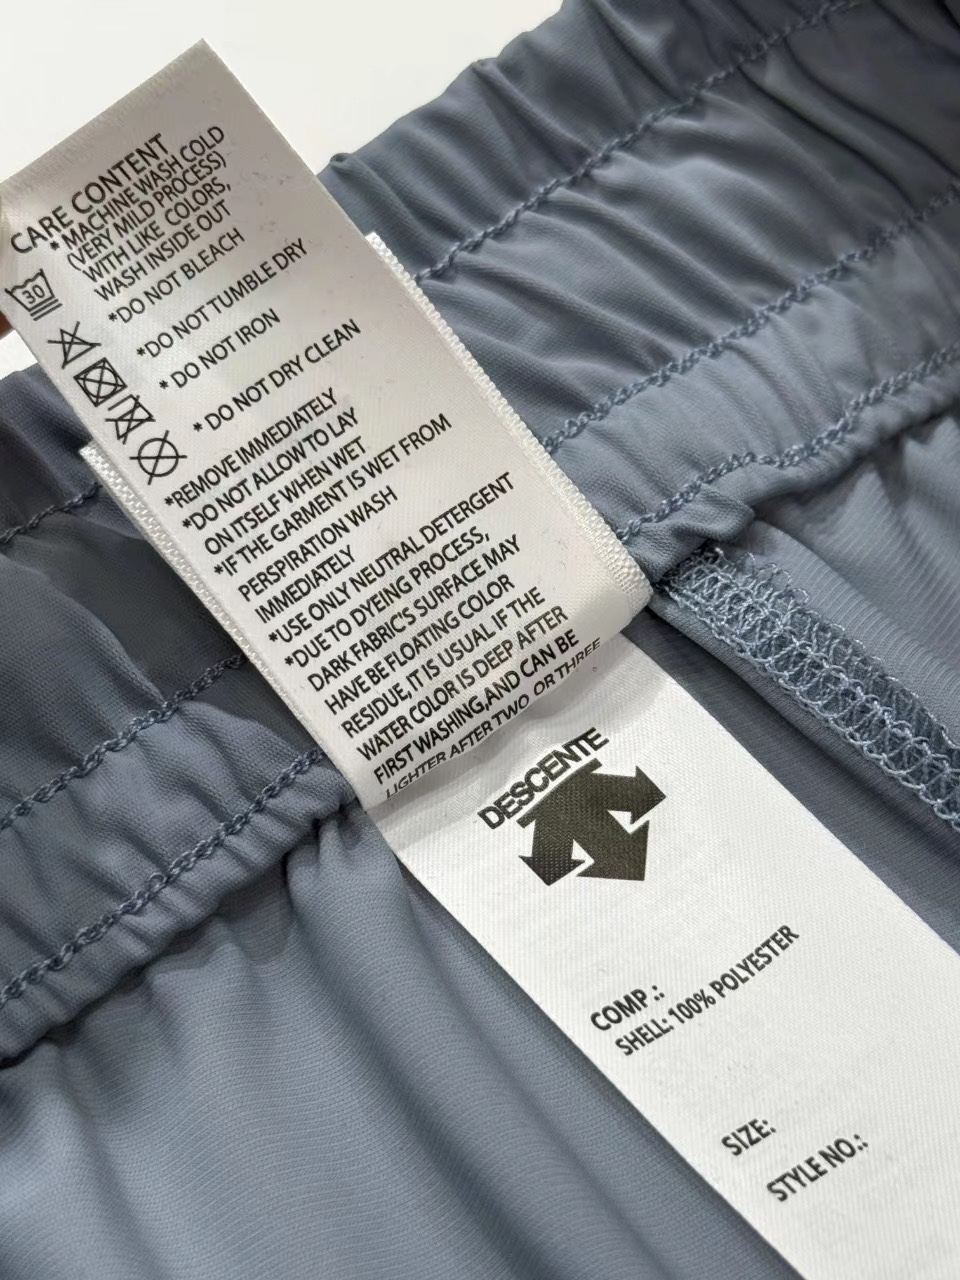 CARE CONTENT
* MACHINE WASH COLD
(VERY MILD PROCESS)
WITH LIKE COLORS,
WASH INSIDE OUT
*DO NOT BLEACH
*DO NOT TUMBLE DRY
* DO NOT IRON
* DO NOT DRY CLEAN
30
*REMOVE IMMEDIATELY
*DO NOT ALLOW TO LAY
ON ITSELF WHEN WET
*IF THE GARMENT IS WET FROM
PERSPIRATION WASH
IMMEDIATELY
*USE ONLY NEUTRAL DETERGENT
*DUE TO DYEING PROCESS,
DARK FABRIC'S SURFACE MAY
HAVE BE FLOATING COLOR
RESIDUE, IT IS USUAL IF THE
WATER COLOR IS DEEP AFTER
FIRST WASHING,AND CAN BE
LIGHTER AFTER TWO OR THREE
DESCENTE
COMP .:
SHELL: 100% POLYESTER
SIZE:
STYLE NO.: